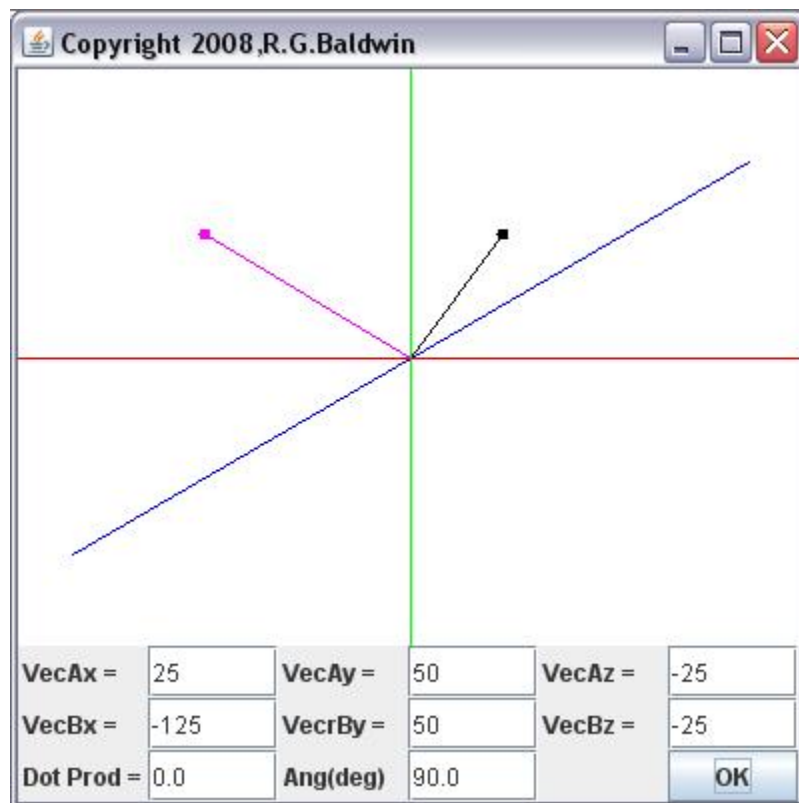 Copyright 2008,R.G.Baldwin
VecAx = 25 VecAy = 50 VecAz = -25
VecBx = -125 VecrBy = 50 VecBz = -25
Dot Prod = 0.0 Ang(deg) 90.0 OK